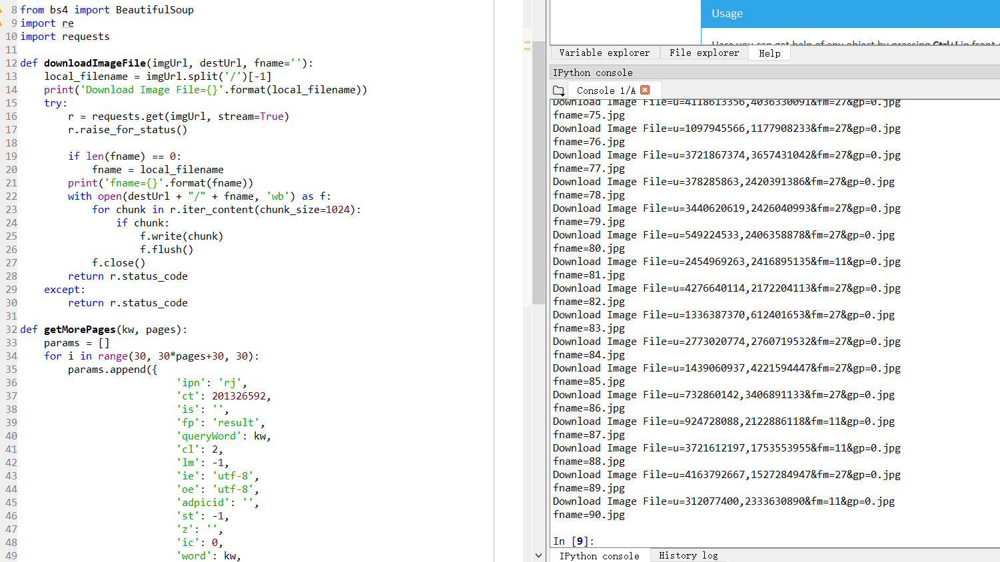 8 from bs4 import BeautifulSoup
9 import re
10 import requests
11
12 def downloadImageFile(imgUrl, destUrl, fname=''):
13     local_filename = imgUrl.split('/')[-1]
14     print('Download Image File={}'.format(local_filename))
15     try:
16         r = requests.get(imgUrl, stream=True)
17         r.raise_for_status()
18
19         if len(fname) == 0:
20             fname = local_filename
21         print('fname={}'.format(fname))
22         with open(destUrl + "/" + fname, 'wb') as f:
23             for chunk in r.iter_content(chunk_size=1024):
24                 if chunk:
25                     f.write(chunk)
26                     f.flush()
27             f.close()
28         return r.status_code
29     except:
30         return r.status_code
31
32 def getMorePages(kw, pages):
33     params = []
34     for i in range(30, 30*pages+30, 30):
35         params.append({
36                           'ipn': 'rj',
37                           'ct': 201326592,
38                           'is': '',
39                           'fp': 'result',
40                           'queryWord': kw,
41                           'cl': 2,
42                           'lm': -1,
43                           'ie': 'utf-8',
44                           'oe': 'utf-8',
45                           'adpicid': '',
46                           'st': -1,
47                           'z': '',
48                           'ic': 0,
49                           'word': kw,
Usage
Here you can get help of any object by pressing Ctrl+I in front
Variable explorer File explorer Help
IPython console
Console 1/A
Download Image File=u=4118613356,4036330091&fm=27&gp=0.jpg
fname=75.jpg
Download Image File=u=1097945566,1177908233&fm=27&gp=0.jpg
fname=76.jpg
Download Image File=u=3721867374,3657431042&fm=27&gp=0.jpg
fname=77.jpg
Download Image File=u=378285863,2420391386&fm=27&gp=0.jpg
fname=78.jpg
Download Image File=u=3440620619,2426040993&fm=27&gp=0.jpg
fname=79.jpg
Download Image File=u=549224533,2406358878&fm=27&gp=0.jpg
fname=80.jpg
Download Image File=u=2454969263,2416895135&fm=11&gp=0.jpg
fname=81.jpg
Download Image File=u=4276640114,2172204113&fm=27&gp=0.jpg
fname=82.jpg
Download Image File=u=1336387370,612401653&fm=27&gp=0.jpg
fname=83.jpg
Download Image File=u=2773020774,2760719532&fm=27&gp=0.jpg
fname=84.jpg
Download Image File=u=1439060937,4221594447&fm=27&gp=0.jpg
fname=85.jpg
Download Image File=u=732860142,3406891133&fm=27&gp=0.jpg
fname=86.jpg
Download Image File=u=924728088,2122886118&fm=11&gp=0.jpg
fname=87.jpg
Download Image File=u=3721612197,1753553955&fm=11&gp=0.jpg
fname=88.jpg
Download Image File=u=4163792667,1527284947&fm=27&gp=0.jpg
fname=89.jpg
Download Image File=u=312077400,2333630890&fm=11&gp=0.jpg
fname=90.jpg
In [9]:
IPython console History log